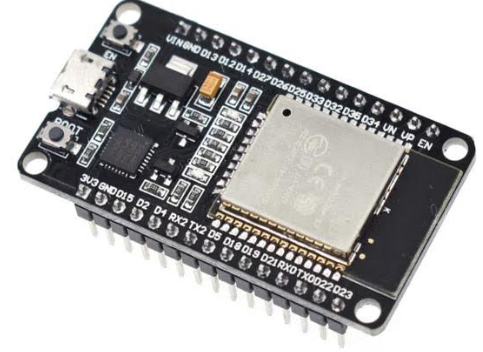 VIN GND D13 D12 D14 D27 D26 D25 D33 D32 D35 D34 VN VP EN
EN
BOOT
3V3 GND D15 D2 D4 RX2 TX2 D5 D18 D19 D21 RX0 TX0 D22 D23